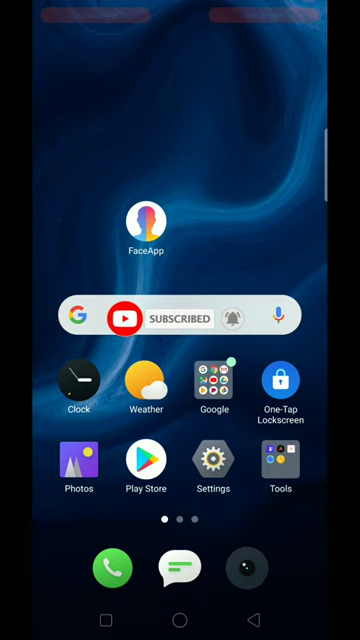 FaceApp
SUBSCRIBED
Clock
Weather
Google
One-Tap
Lockscreen
Photos
Play Store
Settings
Tools